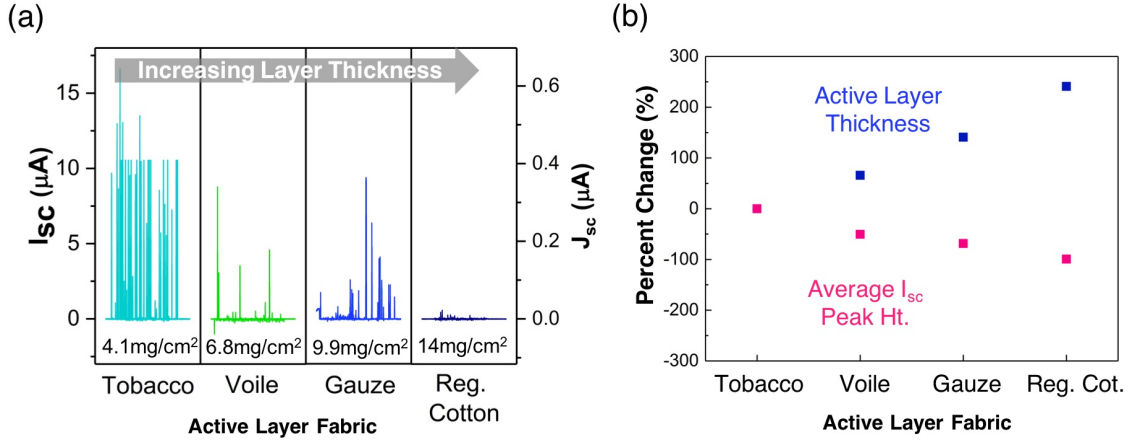 (a)
Increasing Layer Thickness
I_SC (μA)
15
10
5
0
0.6
0.4
0.2
0.0
J_sc (μA)
4.1mg/cm² 6.8mg/cm² 9.9mg/cm² 14mg/cm²
Tobacco Voile Gauze Reg.
Cotton
Active Layer Fabric
(b)
Percent Change (%)
300
200
100
0
-100
-200
-300
Active Layer
Thickness
Average I_sc
Peak Ht.
Tobacco Voile Gauze Reg. Cot.
Active Layer Fabric